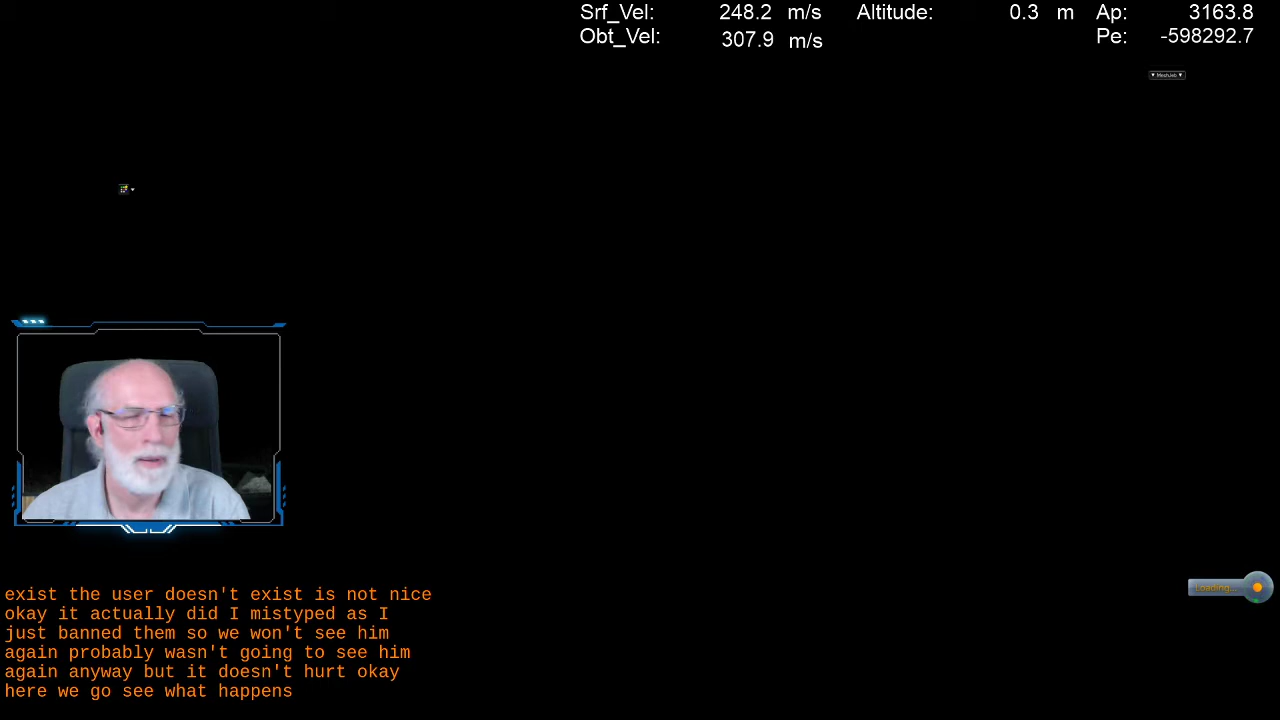 Srf_Vel: 248.2 m/s Altitude: 0.3 m Ap: 3163.8
Obt_Vel: 307.9 m/s Pe: -598292.7
▼ MechJeb ▼
Loading...
exist the user doesn't exist is not nice
okay it actually did I mistyped as I
just banned them so we won't see him
again probably wasn't going to see him
again anyway but it doesn't hurt okay
here we go see what happens